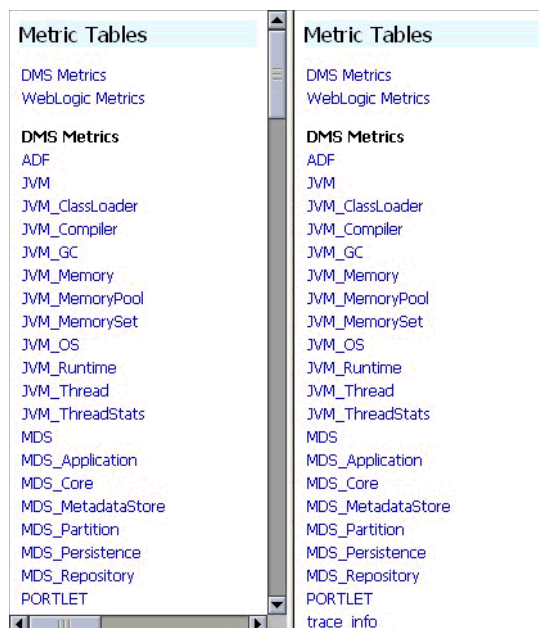 Metric Tables
DMS Metrics
WebLogic Metrics
DMS Metrics
ADF
JVM
JVM_ClassLoader
JVM_Compiler
JVM_GC
JVM_Memory
JVM_MemoryPool
JVM_MemorySet
JVM_OS
JVM_Runtime
JVM_Thread
JVM_ThreadStats
MDS
MDS_Application
MDS_Core
MDS_MetadataStore
MDS_Partition
MDS_Persistence
MDS_Repository
PORTLET
Metric Tables
DMS Metrics
WebLogic Metrics
DMS Metrics
ADF
JVM
JVM_ClassLoader
JVM_Compiler
JVM_GC
JVM_Memory
JVM_MemoryPool
JVM_MemorySet
JVM_OS
JVM_Runtime
JVM_Thread
JVM_ThreadStats
MDS
MDS_Application
MDS_Core
MDS_MetadataStore
MDS_Partition
MDS_Persistence
MDS_Repository
PORTLET
trace_info